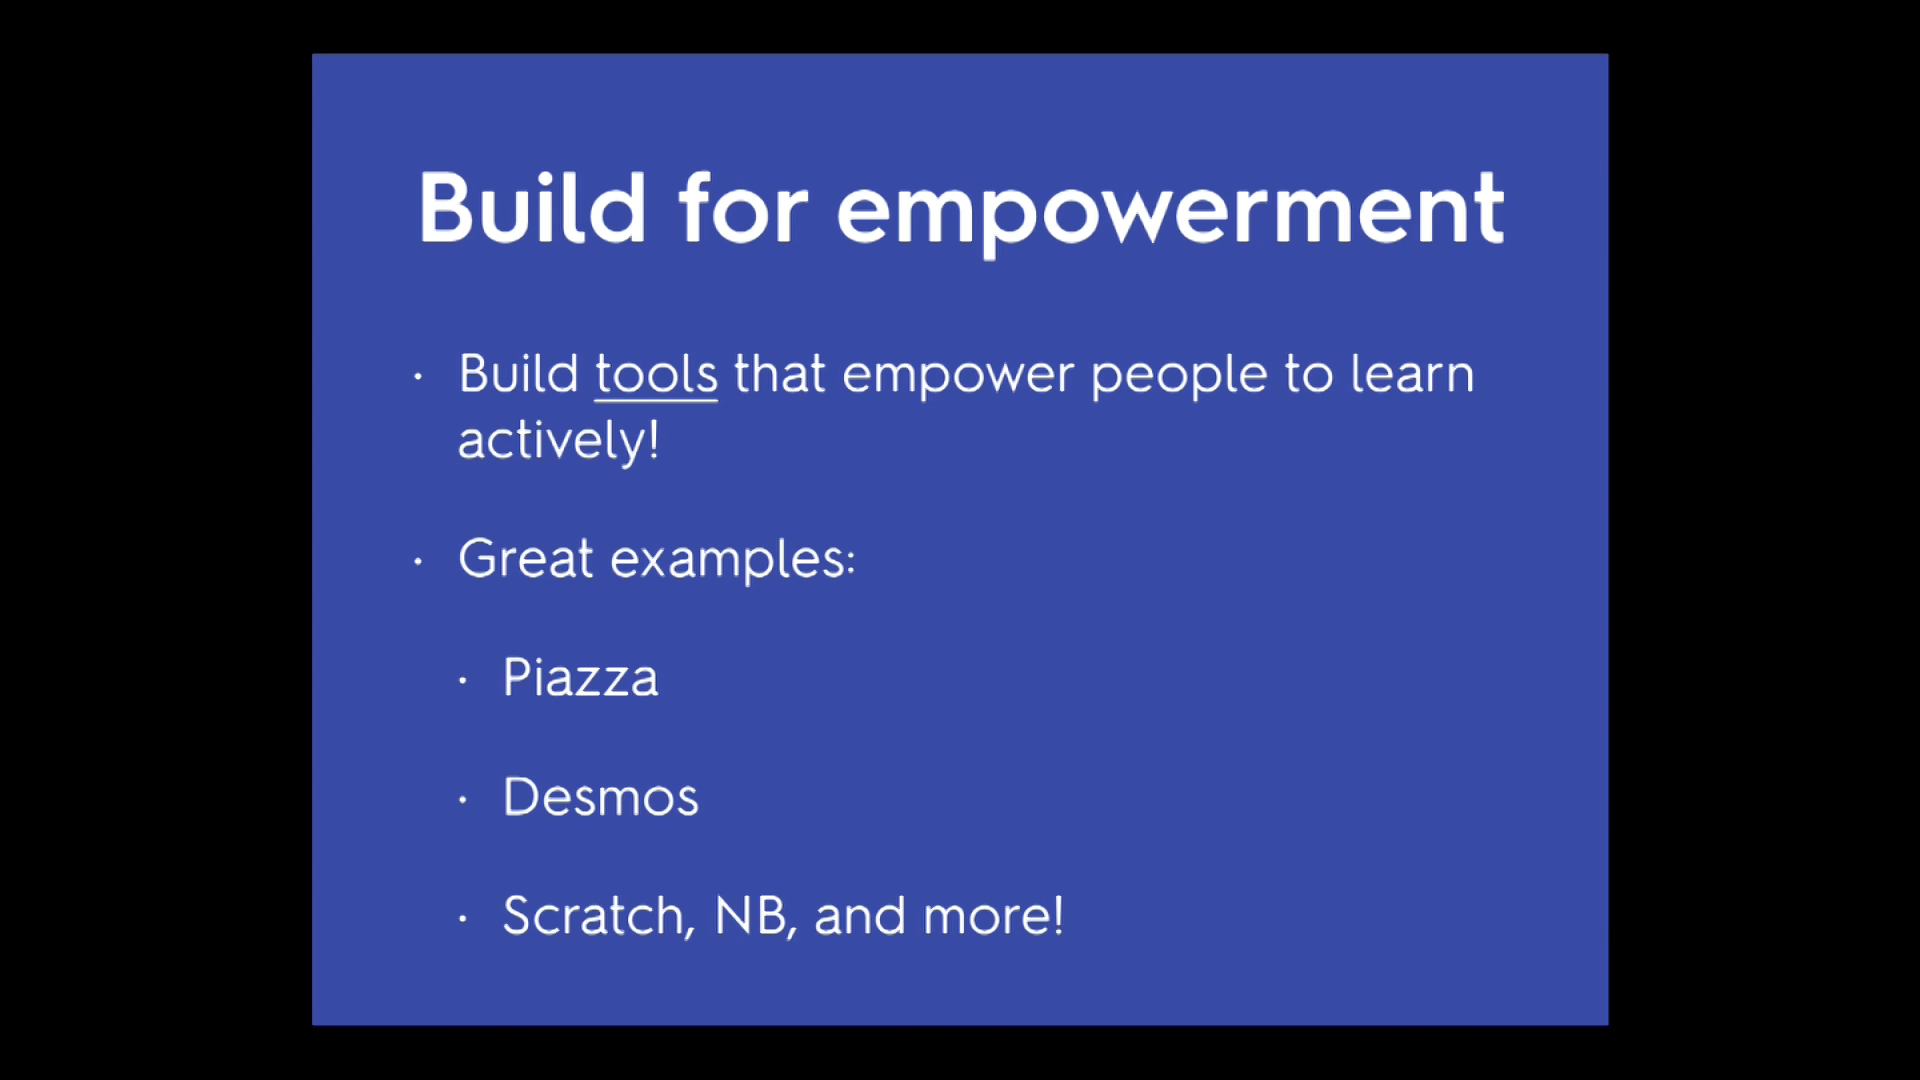 Build for empowerment
· Build tools that empower people to learn
actively!
· Great examples:
· Piazza
· Desmos
· Scratch, NB, and more!